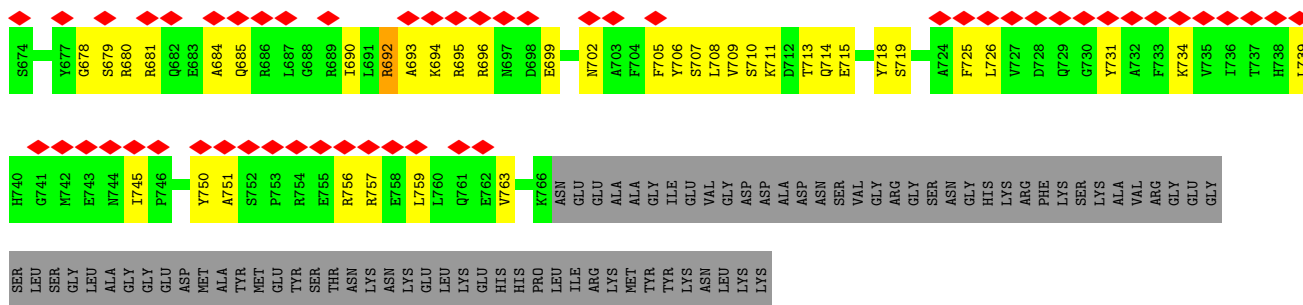 S674 Y677 G678 S679 R680 R681 Q682 E683 A684 Q685 R686 L687 G688 R689 I690 L691 R692 A693 K694 R695 R696 N697 D698 E699 N702 A703 F704 F705 Y706 S707 L708 V709 S710 K711 D712 T713 Q714 E715 Y718 S719 A724 F725 L726 V727 D728 Q729 G730 Y731 A732 F733 K734 V735 I736 T737 H738
H740 G741 M742 E743 N744 I745 P746 Y750 A751 S752 P753 R754 E755 R756 R757 E758 L759 L760 Q761 E762 V763 K766 ASN GLU GLU ALA ALA GLY ILE GLU VAL GLY ASP ASP ALA ASP ASN SER VAL GLY ARG GLY SER ASN GLY HIS LYS ARG PHE LYS SER LYS ALA VAL ARG GLY GLU GLY
SER LEU SER GLY LEU ALA GLY GLY GLU ASP MET ALA TYR MET GLU TYR SER THR ASN LYS ASN LYS GLU LEU LYS GLU HIS HIS PRO LEU ILE ARG LYS MET TYR TYR LYS ASN LEU LYS LYS